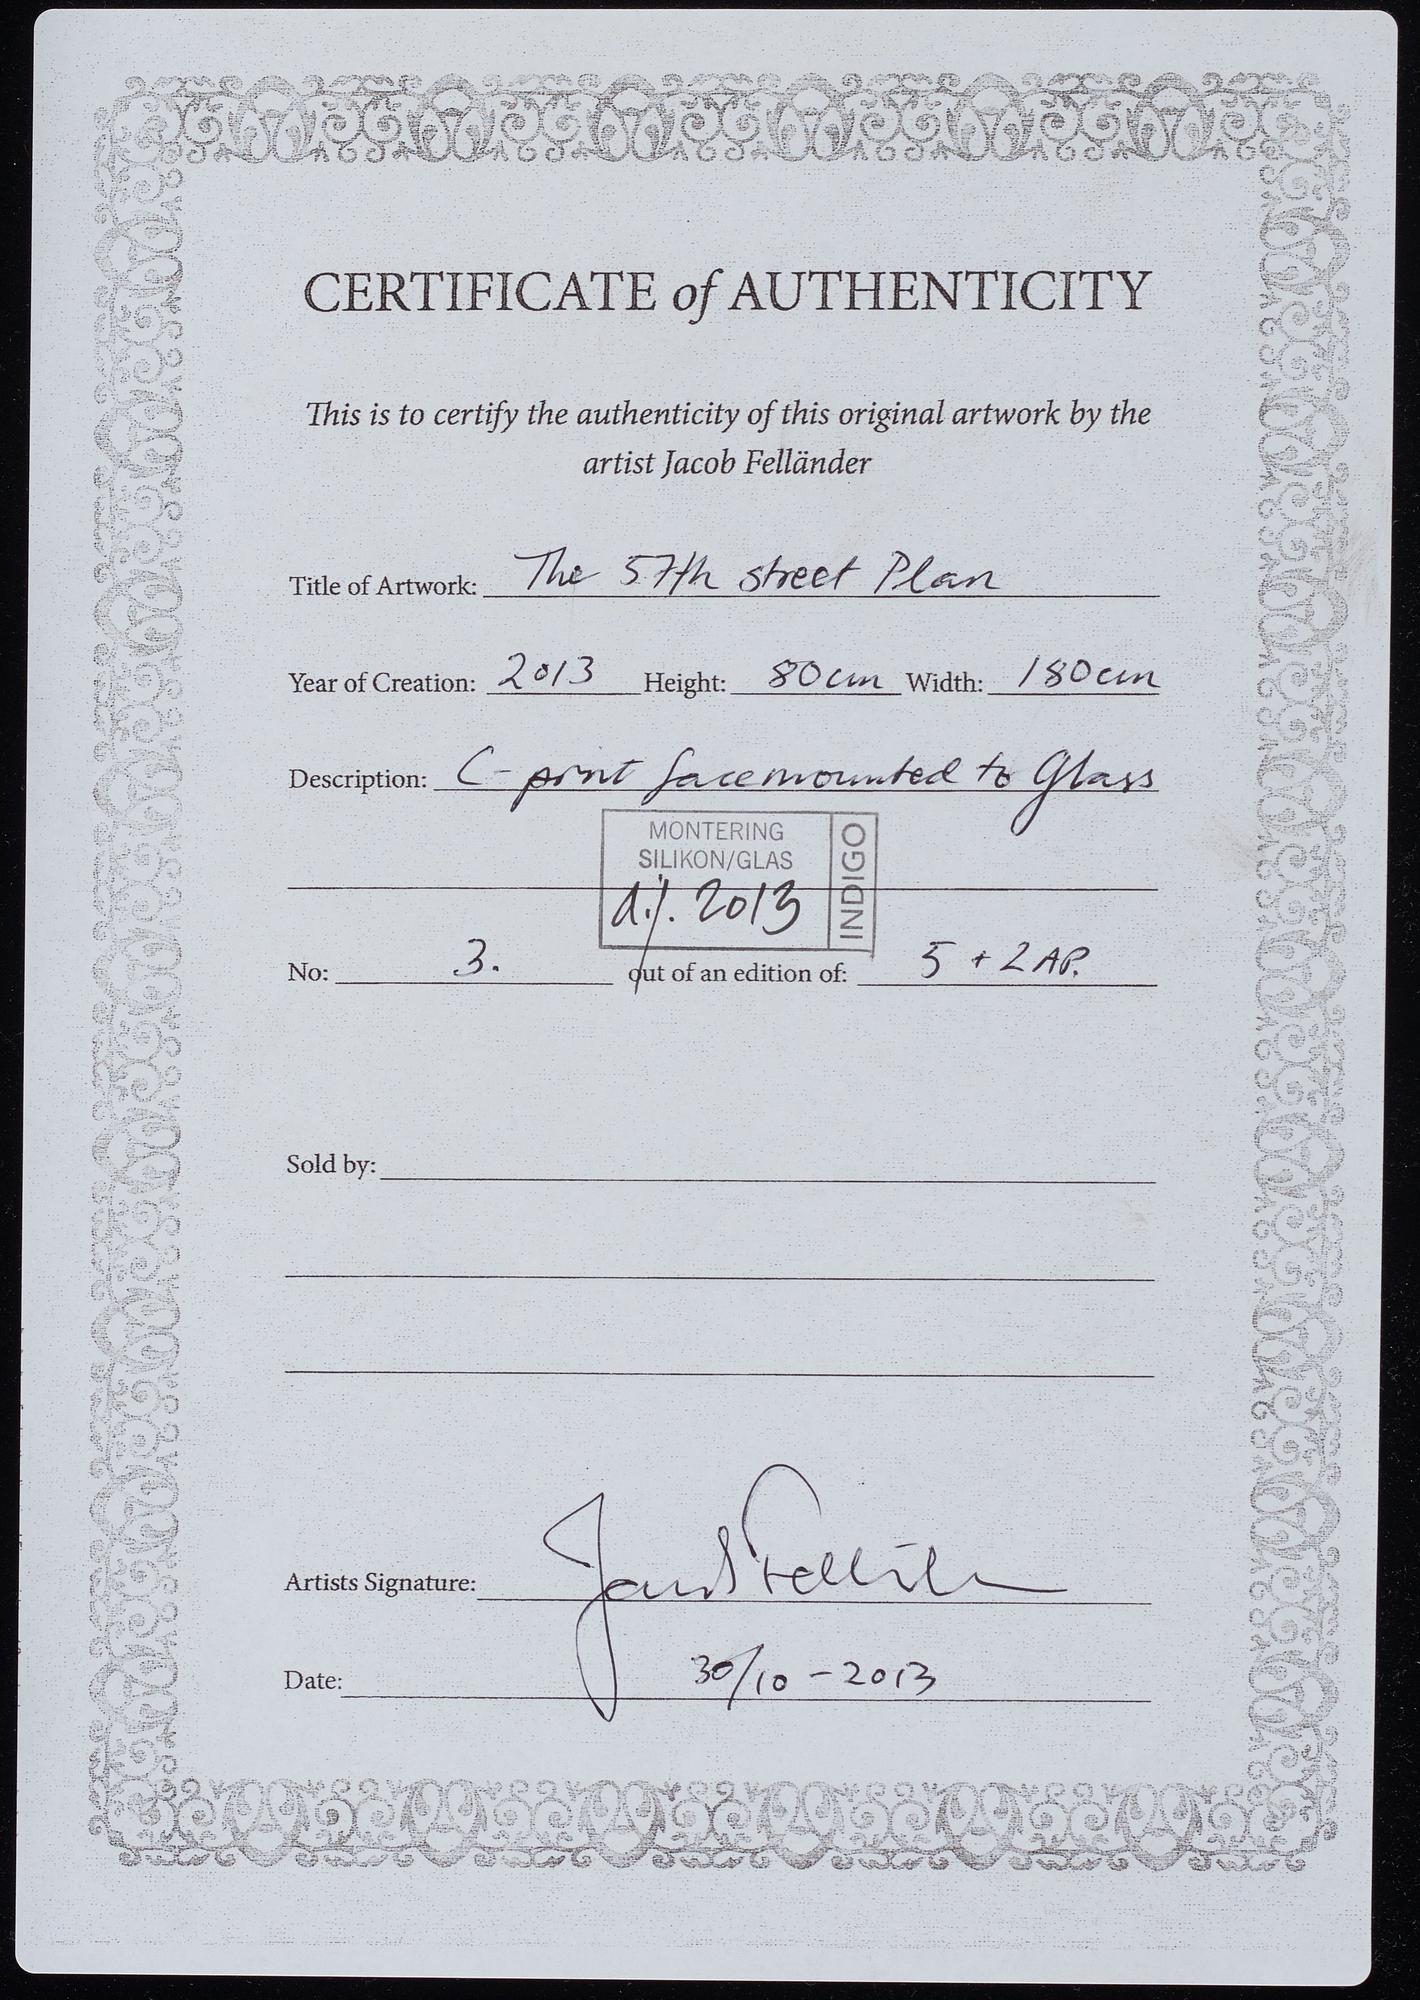 CERTIFICATE of AUTHENTICITY
This is to certify the authenticity of this original artwork by the
artist Jacob Felländer
Title of Artwork: The 57th street Plan
Year of Creation: 2013 Height: 80cm Width: 180cm
Description: C-print facemounted to Glass
MONTERING
SILIKON/GLAS
2013
INDIGO
No: 3. out of an edition of: 5 + 2 AP.
Sold by:
Artists Signature:
Date: 30/10 - 2013